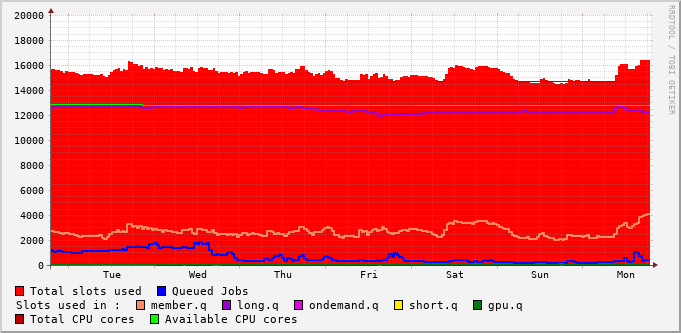 RRDTOOL / TOBI OETIKER
20000
18000
16000
14000
12000
10000
8000
6000
4000
2000
0
Tue Wed Thu Fri Sat Sun Mon
Total slots used Queued Jobs
Slots used in : member.q long.q ondemand.q short.q gpu.q
Total CPU cores Available CPU cores